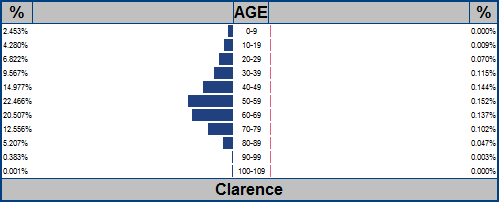 % AGE %
2.453% 0-9 0.000%
4.280% 10-19 0.009%
6.822% 20-29 0.070%
9.567% 30-39 0.115%
14.977% 40-49 0.144%
22.466% 50-59 0.152%
20.507% 60-69 0.137%
12.556% 70-79 0.102%
5.207% 80-89 0.047%
0.383% 90-99 0.003%
0.001% 100-109 0.000%
Clarence